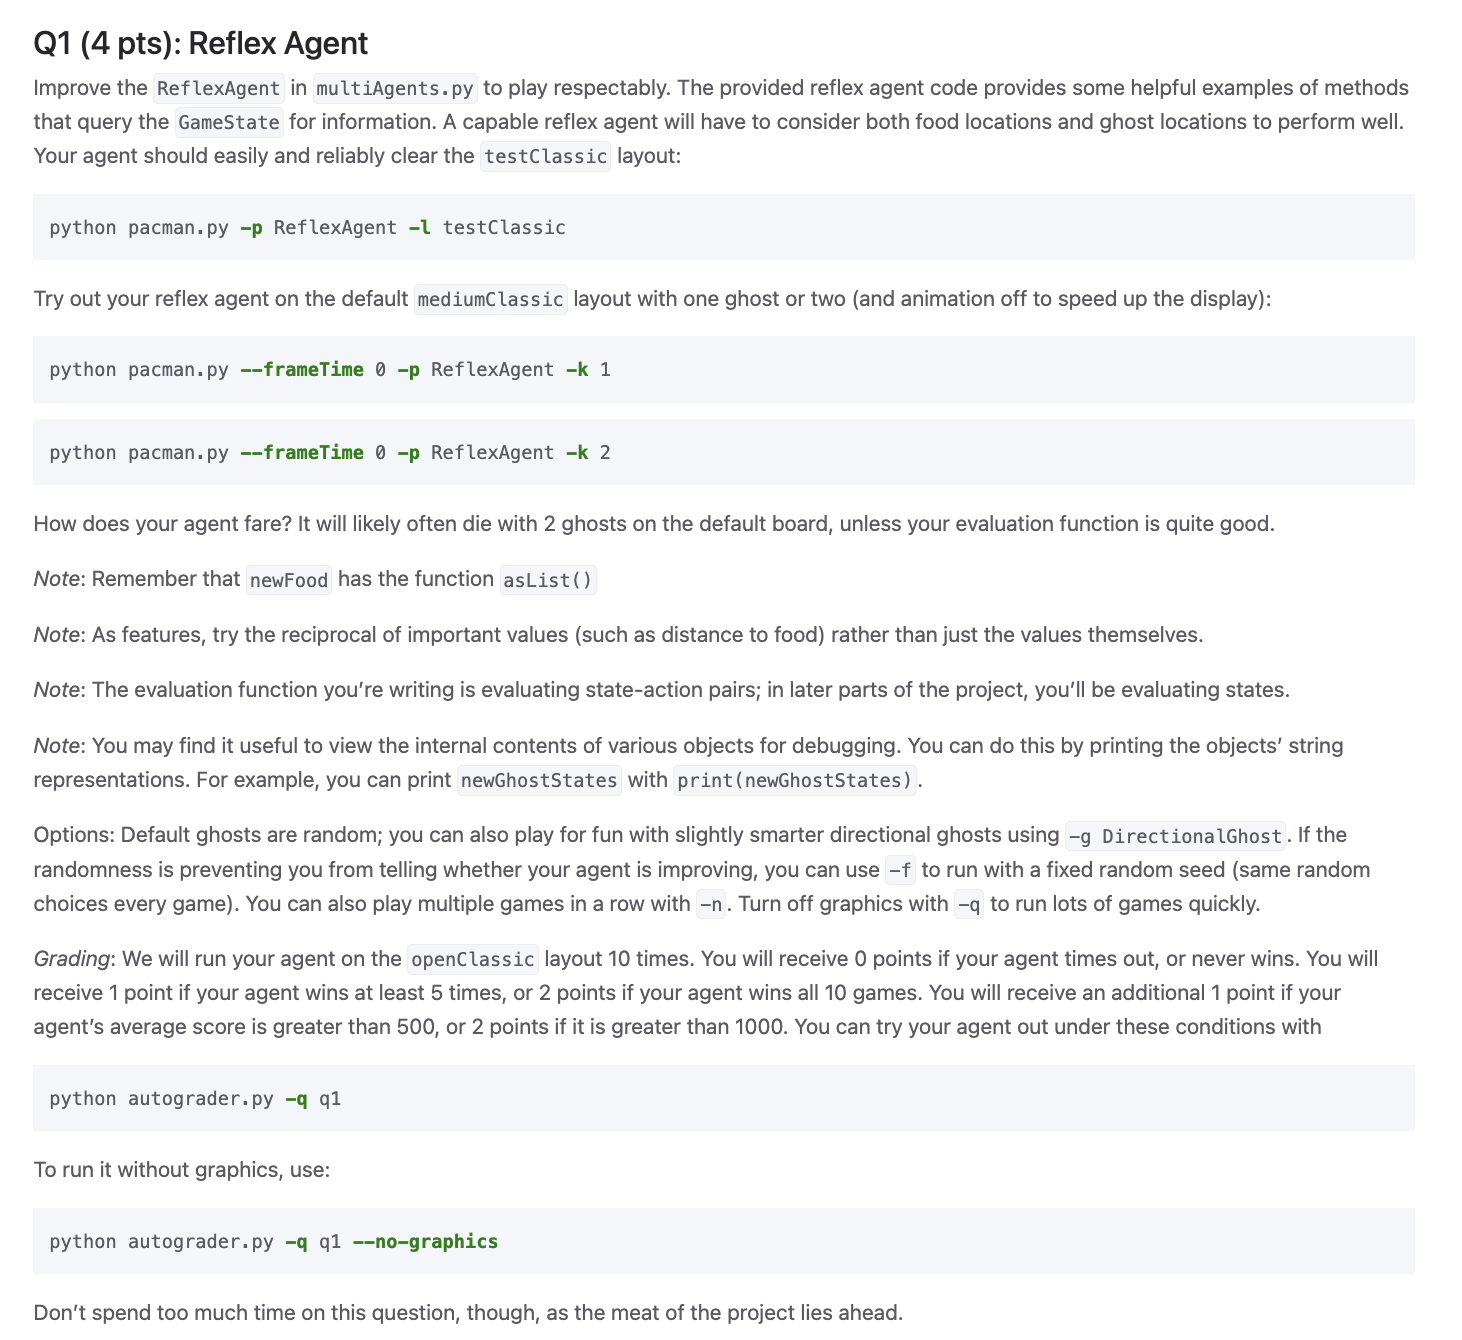 Q1 (4 pts): Reflex Agent
Improve the ReflexAgent in multiAgents.py to play respectably. The provided reflex agent code provides some helpful examples of methods
that query the GameState for information. A capable reflex agent will have to consider both food locations and ghost locations to perform well.
Your agent should easily and reliably clear the testClassic layout:
python pacman.py -p ReflexAgent -l testClassic
Try out your reflex agent on the default mediumClassic layout with one ghost or two (and animation off to speed up the display):
python pacman.py --frameTime 0 -p ReflexAgent -k 1
python pacman.py --frameTime 0 -p ReflexAgent -k 2
How does your agent fare? It will likely often die with 2 ghosts on the default board, unless your evaluation function is quite good.
Note: Remember that newFood has the function asList()
Note: As features, try the reciprocal of important values (such as distance to food) rather than just the values themselves.
Note: The evaluation function you’re writing is evaluating state-action pairs; in later parts of the project, you’ll be evaluating states.
Note: You may find it useful to view the internal contents of various objects for debugging. You can do this by printing the objects’ string
representations. For example, you can print newGhostStates with print(newGhostStates).
Options: Default ghosts are random; you can also play for fun with slightly smarter directional ghosts using -g DirectionalGhost. If the
randomness is preventing you from telling whether your agent is improving, you can use -f to run with a fixed random seed (same random
choices every game). You can also play multiple games in a row with -n. Turn off graphics with -q to run lots of games quickly.
Grading: We will run your agent on the openClassic layout 10 times. You will receive 0 points if your agent times out, or never wins. You will
receive 1 point if your agent wins at least 5 times, or 2 points if your agent wins all 10 games. You will receive an additional 1 point if your
agent’s average score is greater than 500, or 2 points if it is greater than 1000. You can try your agent out under these conditions with
python autograder.py -q q1
To run it without graphics, use:
python autograder.py -q q1 --no-graphics
Don’t spend too much time on this question, though, as the meat of the project lies ahead.